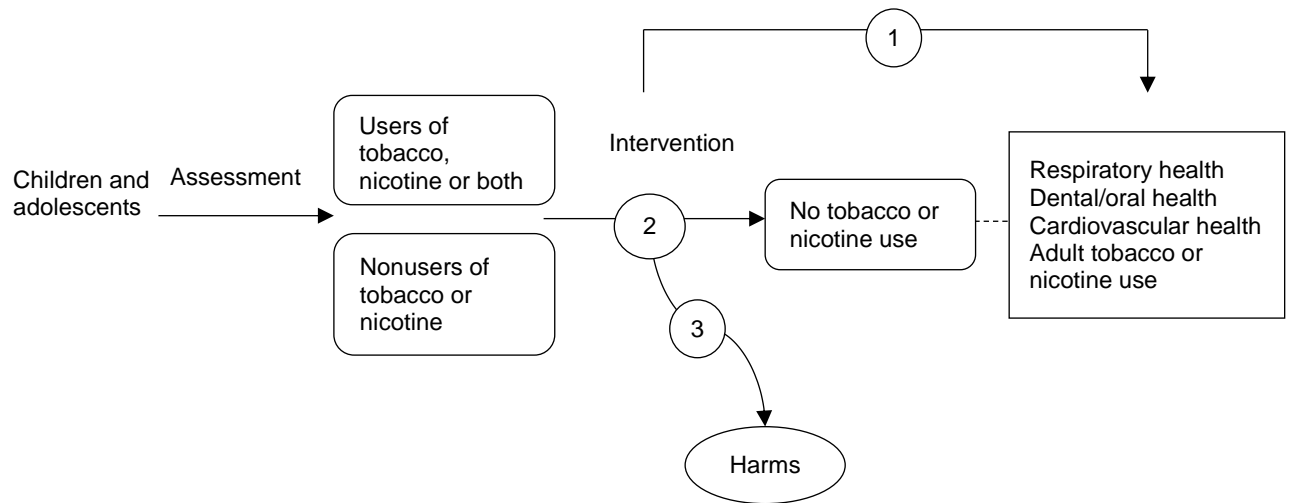 1
Users of
tobacco,
nicotine or both
Intervention
Children and
adolescents
Assessment
2
No tobacco or
nicotine use
Respiratory health
Dental/oral health
Cardiovascular health
Adult tobacco or
nicotine use
Nonusers of
tobacco or
nicotine
3
Harms